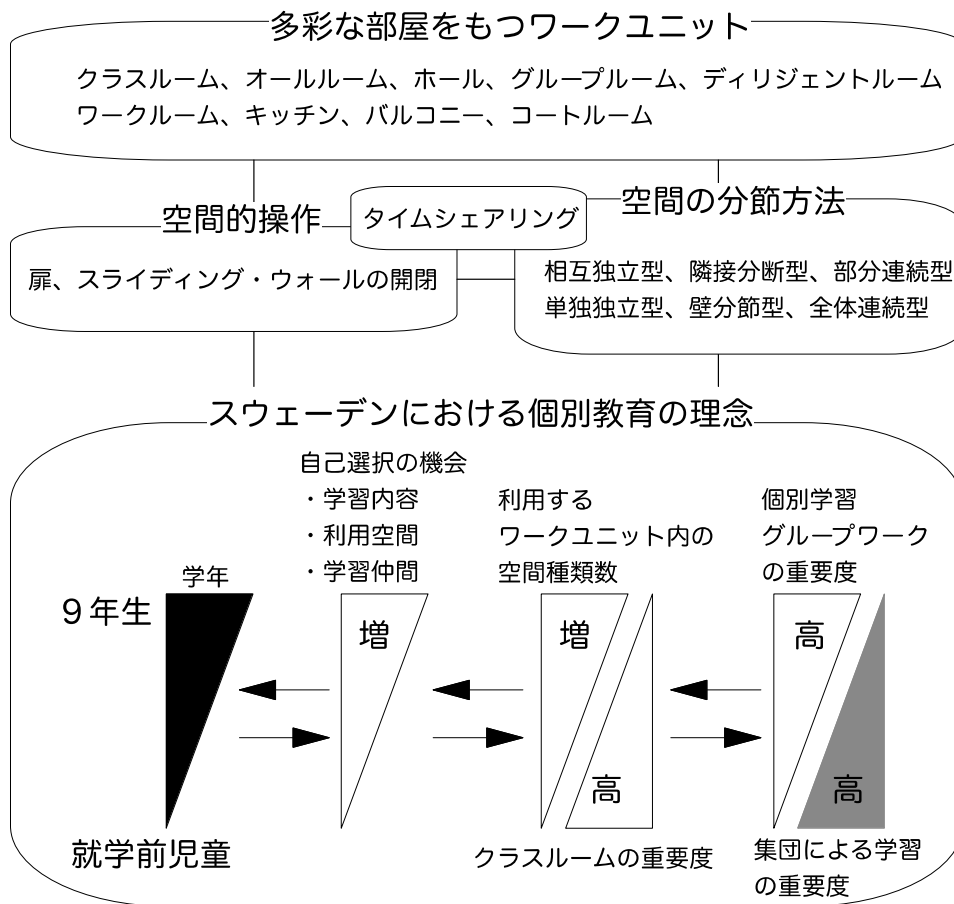 多彩な部屋をもつワークユニット
クラスルーム、オールルーム、ホール、グループルーム、ディリジェントルーム
ワークルーム、キッチン、バルコニー、コートルーム
空間的操作
タイムシェアリング
空間の分節方法
扉、スライディング・ウォールの開閉
相互独立型、隣接分断型、部分連続型
単独独立型、壁分節型、全体連続型
スウェーデンにおける個別教育の理念
自己選択の機会
・学習内容
・利用空間
・学習仲間
利用する
ワークユニット内の
空間種類数
個別学習
グループワーク
の重要度
学年
9年生
増
増
高
高
高
就学前児童
クラスルームの重要度
集団による学習
の重要度